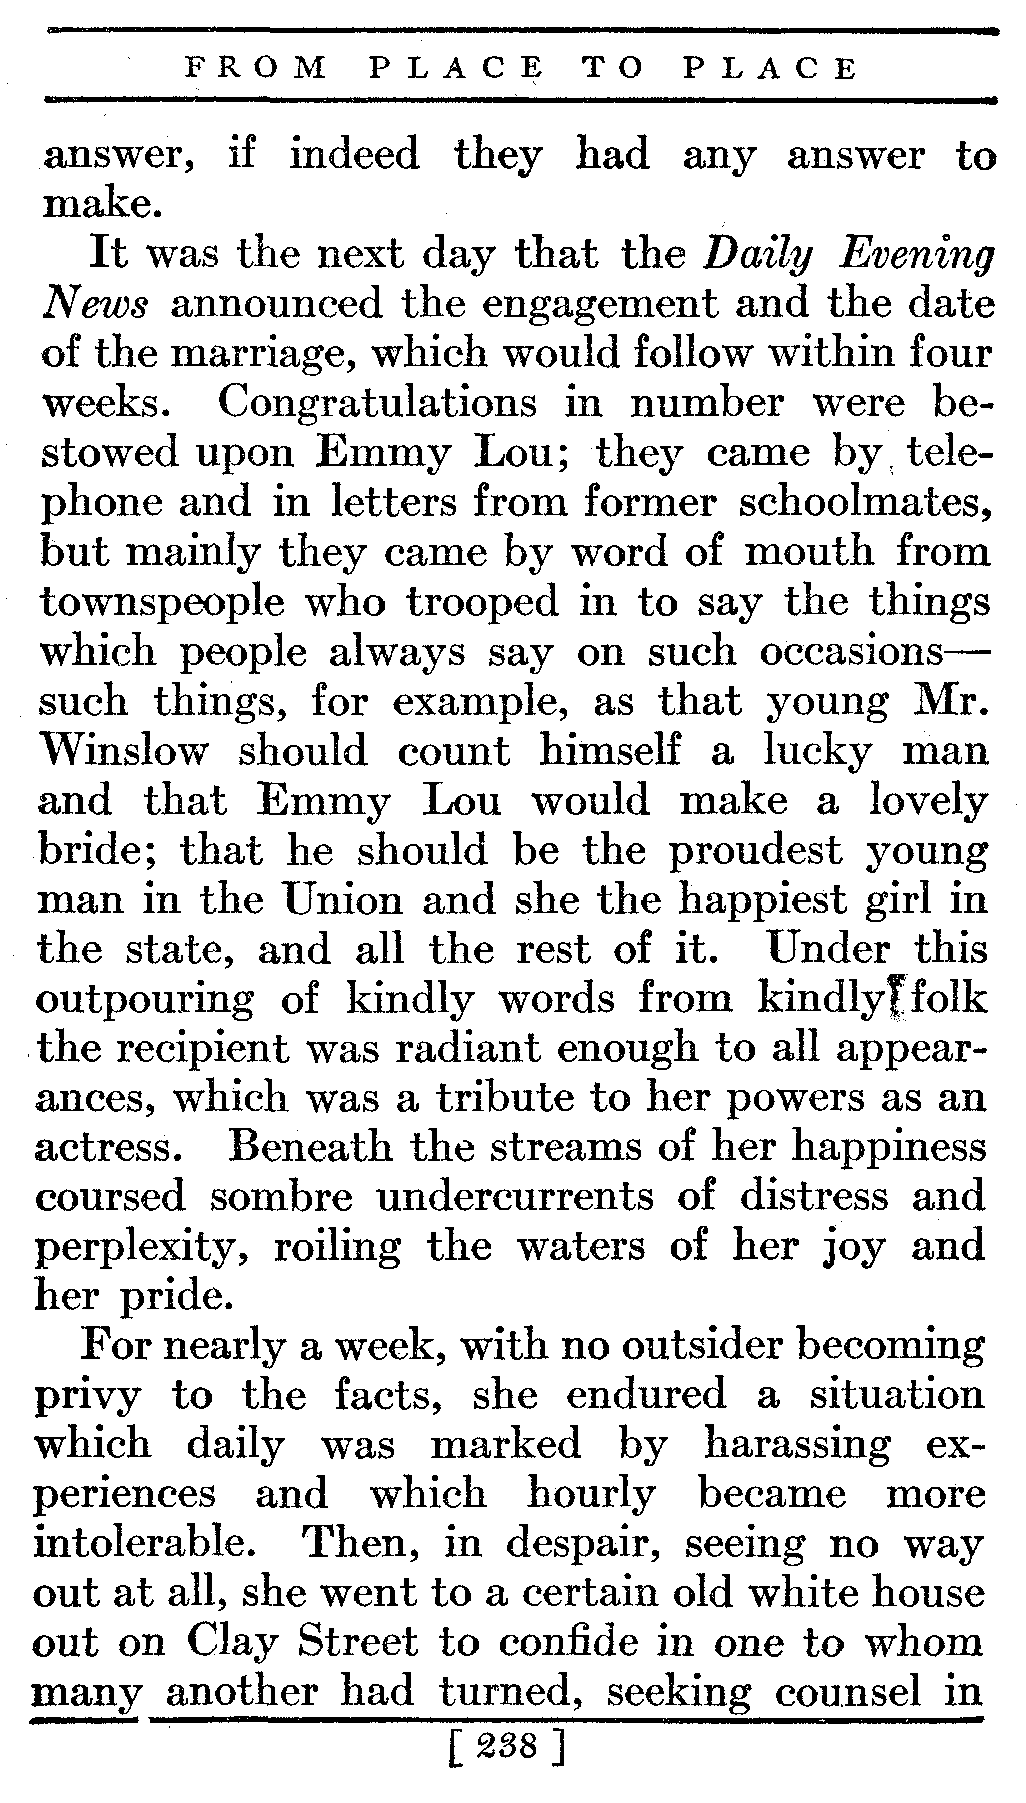 FROM PLACE TO PLACE
answer, if indeed they had any answer to
make.
It was the next day that the Daily Evening
News announced the engagement and the date
of the marriage, which would follow within four
weeks. Congratulations in number were be-
stowed upon Emmy Lou; they came by tele-
phone and in letters from former schoolmates,
but mainly they came by word of mouth from
townspeople who trooped in to say the things
which people always say on such occasions—
such things, for example, as that young Mr.
Winslow should count himself a lucky man
and that Emmy Lou would make a lovely
bride; that he should be the proudest young
man in the Union and she the happiest girl in
the state, and all the rest of it. Under this
outpouring of kindly words from kindly folk
the recipient was radiant enough to all appear-
ances, which was a tribute to her powers as an
actress. Beneath the streams of her happiness
coursed sombre undercurrents of distress and
perplexity, roiling the waters of her joy and
her pride.
For nearly a week, with no outsider becoming
privy to the facts, she endured a situation
which daily was marked by harassing ex-
periences and which hourly became more
intolerable. Then, in despair, seeing no way
out at all, she went to a certain old white house
out on Clay Street to confide in one to whom
many another had turned, seeking counsel in
[ 238 ]